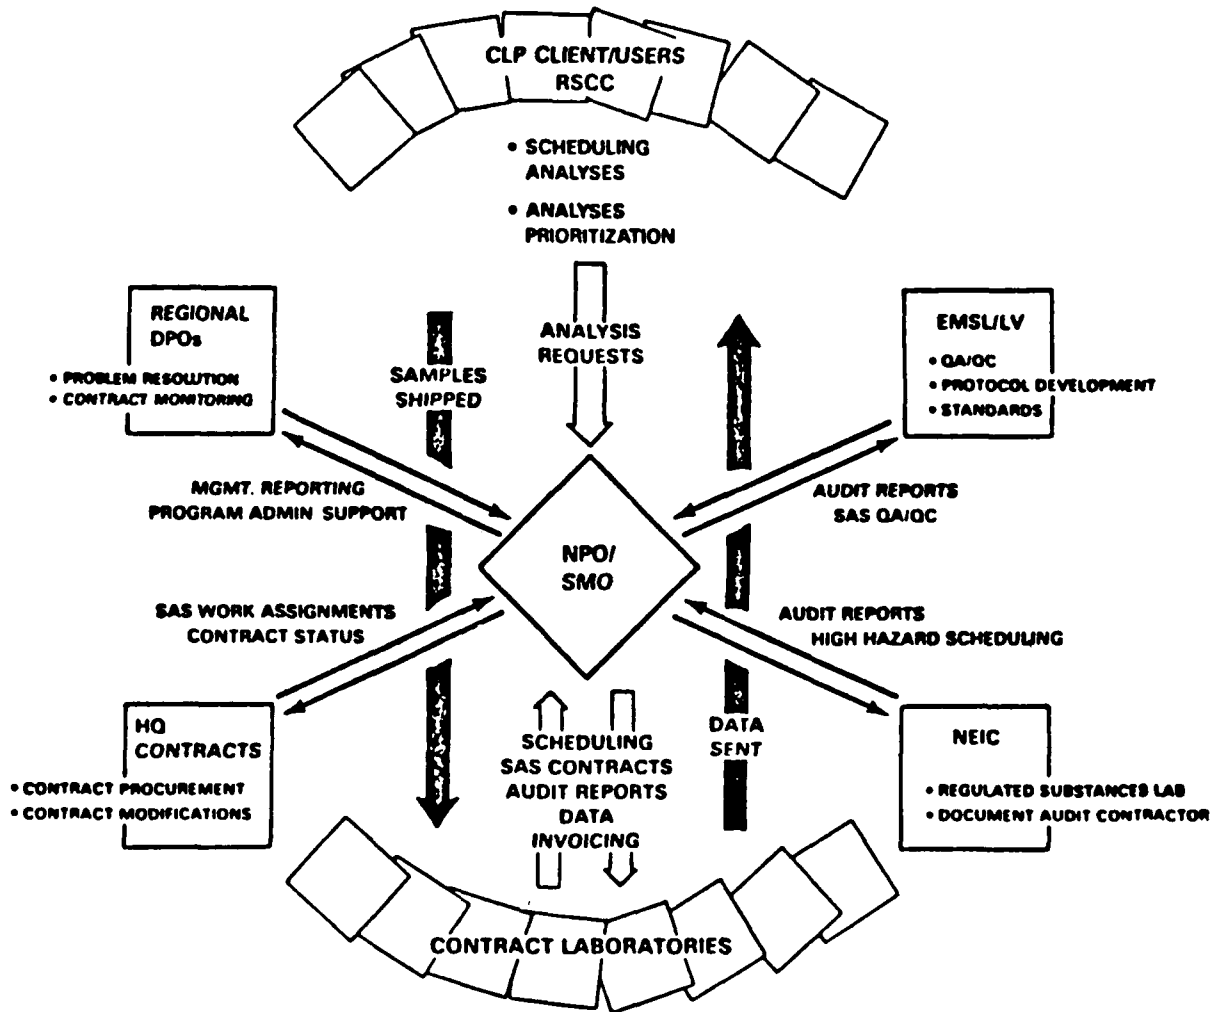 CLP CLIENT/USERS
RSCC
• SCHEDULING
ANALYSES
• ANALYSES
PRIORITIZATION
REGIONAL
DPOs
• PROBLEM RESOLUTION
• CONTRACT MONITORING
SAMPLES
SHIPPED
ANALYSIS
REQUESTS
EMSL/LV
• QA/QC
• PROTOCOL DEVELOPMENT
• STANDARDS
MGMT. REPORTING
PROGRAM ADMIN SUPPORT
AUDIT REPORTS
SAS QA/QC
NPO/
SMO
SAS WORK ASSIGNMENTS
CONTRACT STATUS
AUDIT REPORTS
HIGH HAZARD SCHEDULING
HQ
CONTRACTS
• CONTRACT PROCUREMENT
• CONTRACT MODIFICATIONS
SCHEDULING
SAS CONTRACTS
AUDIT REPORTS
DATA
INVOICING
DATA
SENT
NEIC
• REGULATED SUBSTANCES LAB
• DOCUMENT AUDIT CONTRACTOR
CONTRACT LABORATORIES